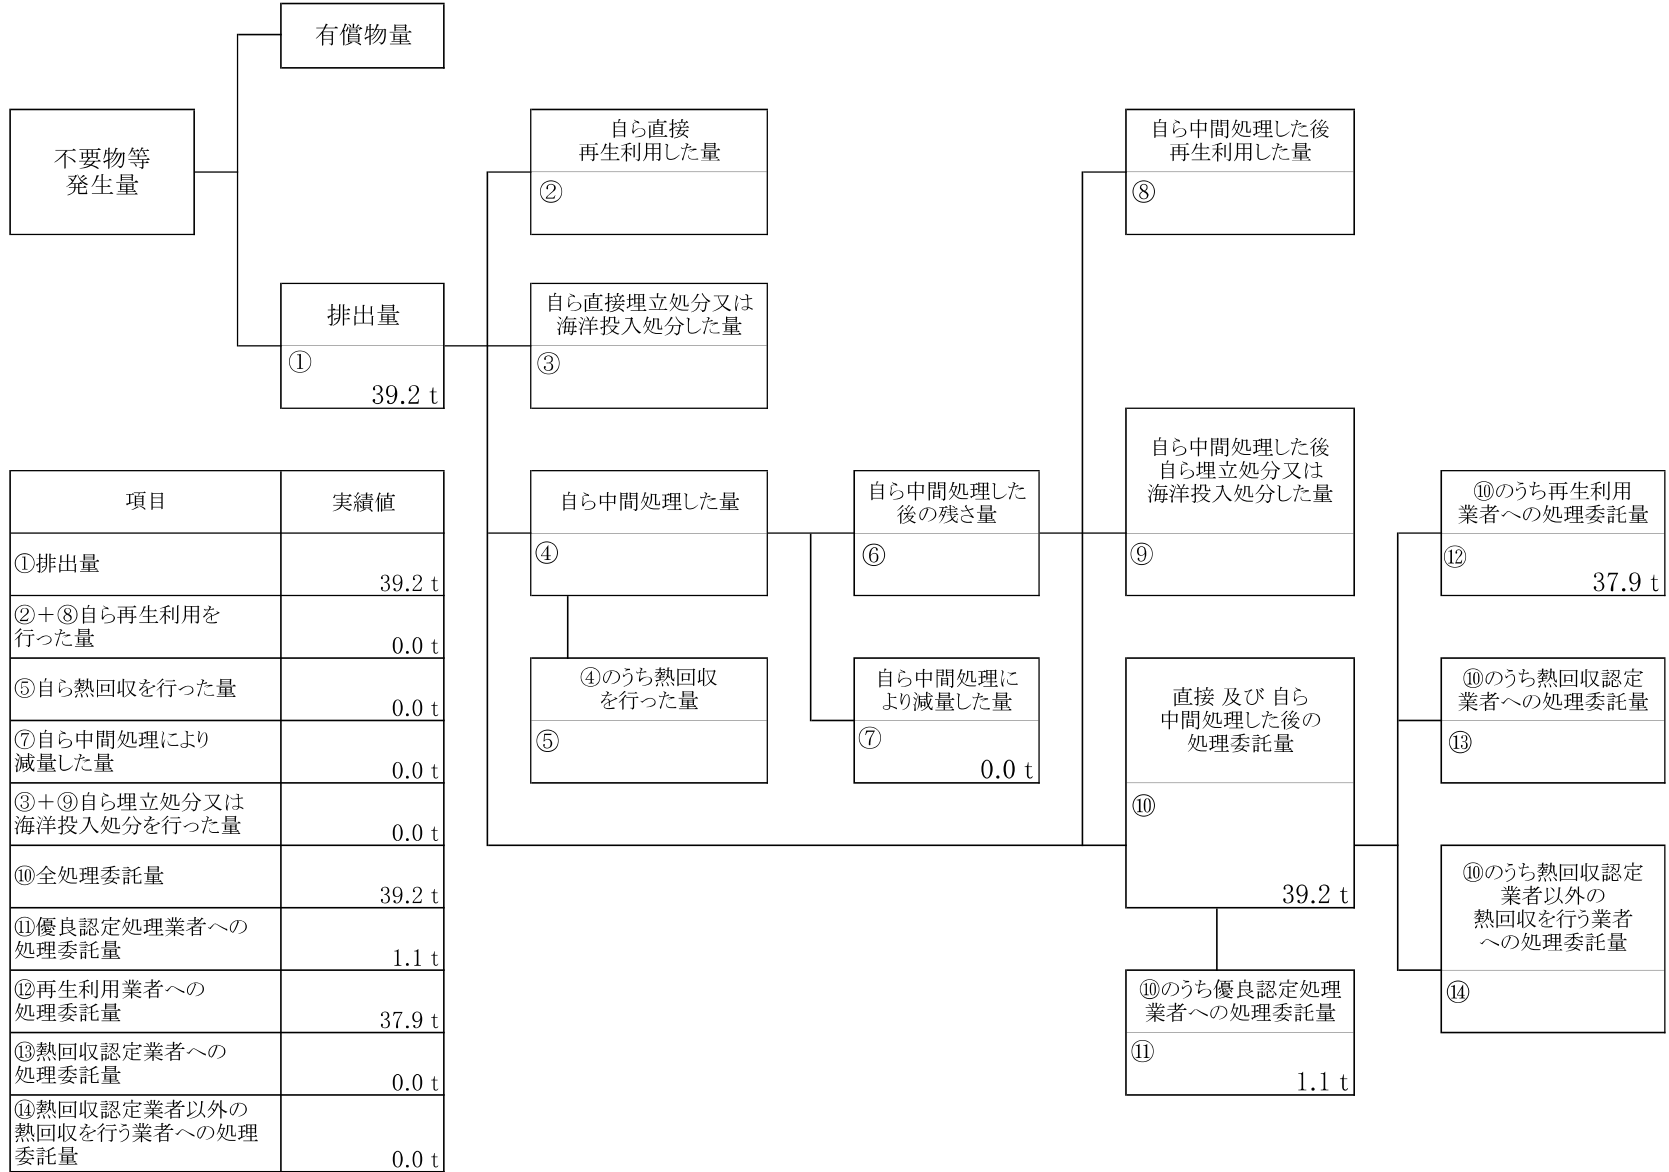 有償物量
不要物等
発生量
排出量
①
39.2 t
自ら直接
再生利用した量
②
自ら直接埋立処分又は
海洋投入処分した量
③
自ら中間処理した量
④
④のうち熱回収
を行った量
⑤
自ら中間処理した
後の残さ量
⑥
自ら中間処理に
より減量した量
⑦
0.0 t
自ら中間処理した後
再生利用した量
⑧
自ら中間処理した後
自ら埋立処分又は
海洋投入処分した量
⑨
直接 及び 自ら
中間処理した後の
処理委託量
⑩
39.2 t
⑩のうち優良認定処理
業者への処理委託量
⑪
1.1 t
⑩のうち再生利用
業者への処理委託量
⑫
37.9 t
⑩のうち熱回収認定
業者への処理委託量
⑬
⑩のうち熱回収認定
業者以外の
熱回収を行う業者
への処理委託量
⑭
項目 実績値
①排出量
39.2 t
②＋⑧自ら再生利用を
行った量
0.0 t
⑤自ら熱回収を行った量
0.0 t
⑦自ら中間処理により
減量した量
0.0 t
③＋⑨自ら埋立処分又は
海洋投入処分を行った量
0.0 t
⑩全処理委託量
39.2 t
⑪優良認定処理業者への
処理委託量
1.1 t
⑫再生利用業者への
処理委託量
37.9 t
⑬熱回収認定業者への
処理委託量
0.0 t
⑭熱回収認定業者以外の
熱回収を行う業者への処理
委託量
0.0 t